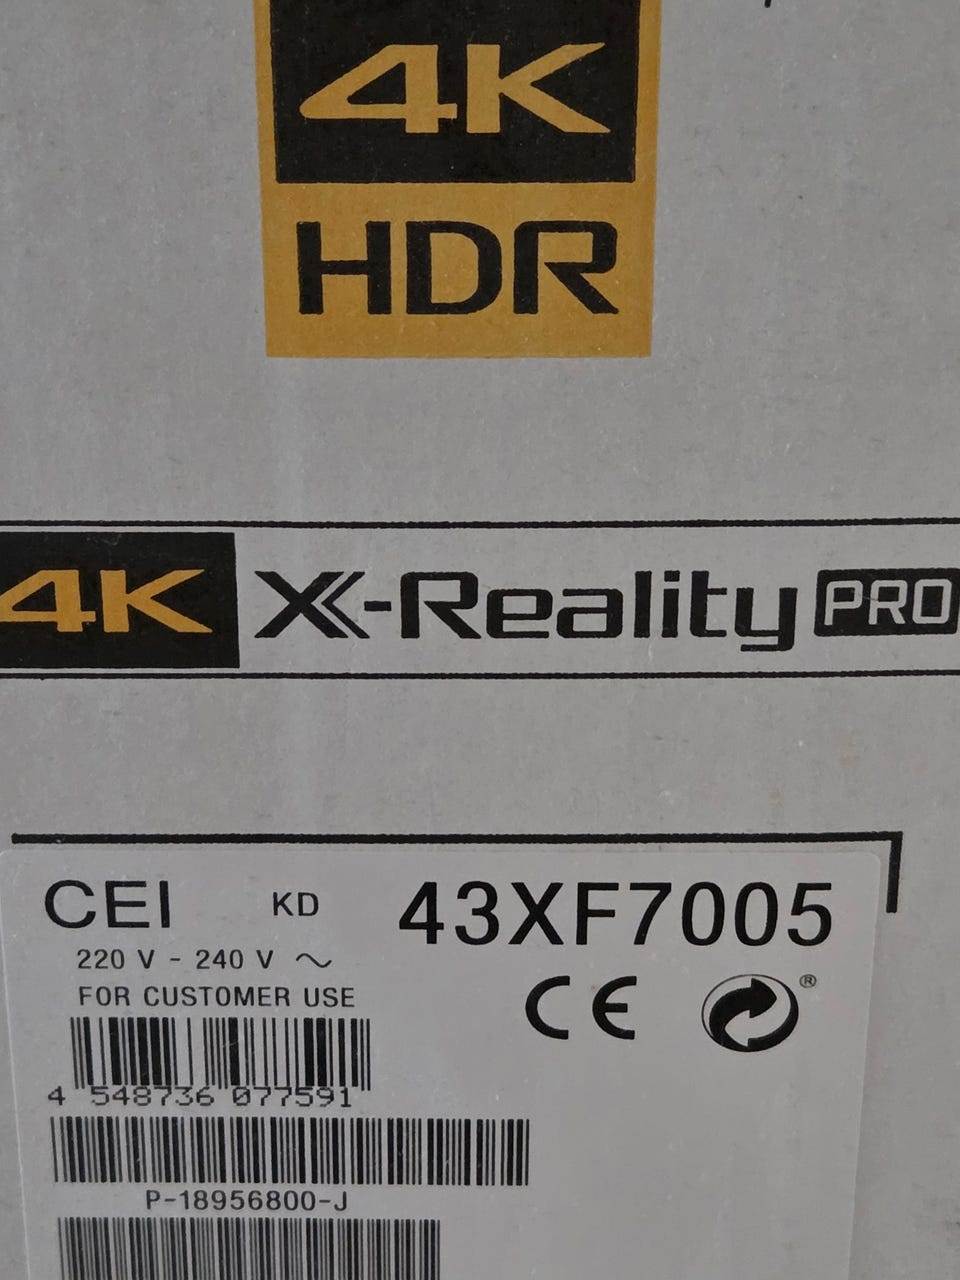 4K
HDR
4K X-Reality PRO
CEI KD 43XF7005
220 V - 240 V ~
FOR CUSTOMER USE
CE ®
4 548736 077591
P-18956800-J